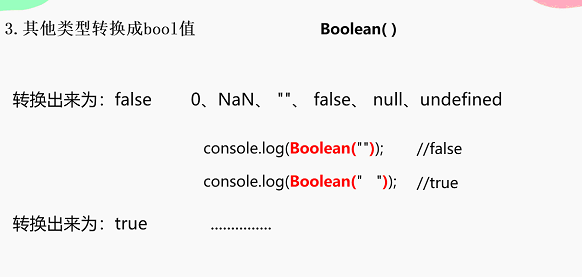 3.其他类型转换成bool值 Boolean( )
转换出来为：false 0、NaN、 ""、 false、 null、undefined
console.log(Boolean("")); //false
console.log(Boolean("  ")); //true
转换出来为：true ...............